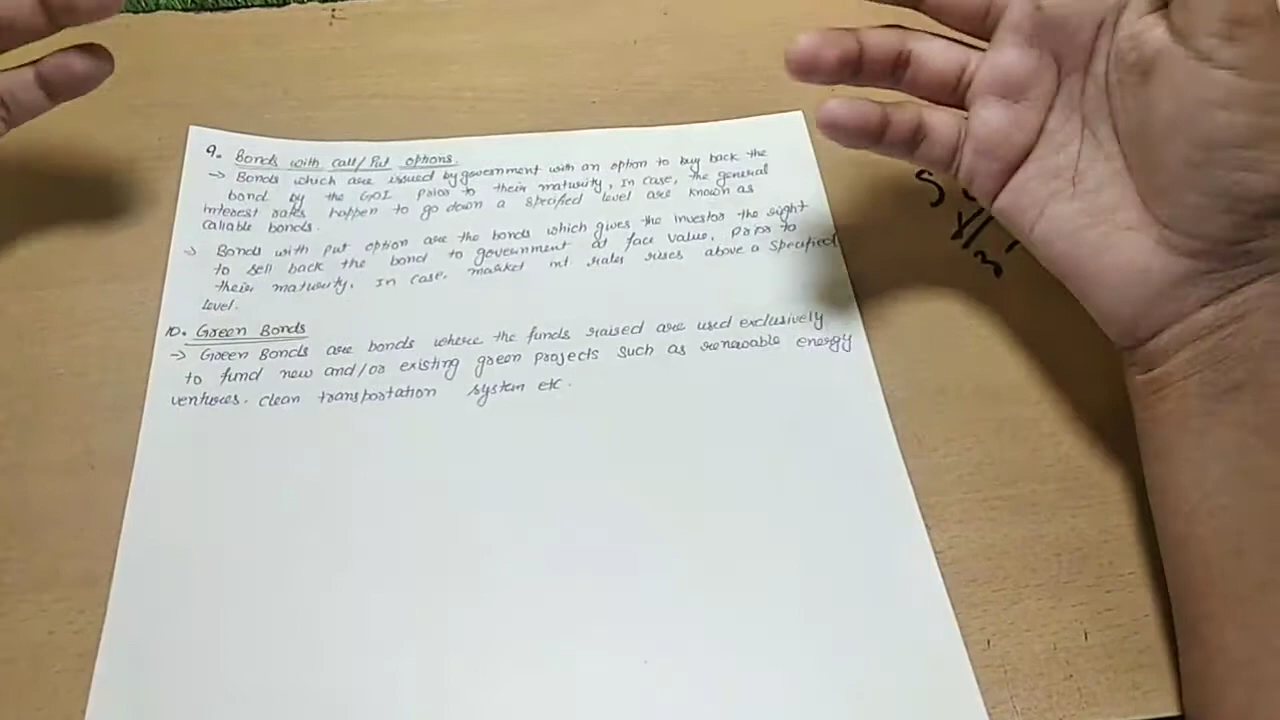 9. Bonds with call/Put options.
→ Bonds which are issued by government with an option to buy back the
bond by the GOI prior to their maturity, In case, the general
interest rates happen to go down a specified level are known as
callable bonds.
→ Bonds with put option are the bonds which gives the investor the right
to sell back the bond to government at face value, prior to
their maturity. In case, market int rates rises above a specified
level.
10. Green Bonds
→ Green Bonds are bonds where the funds raised are used exclusively
to fund new and/or existing green projects such as renewable energy
ventures. clean transportation system etc.